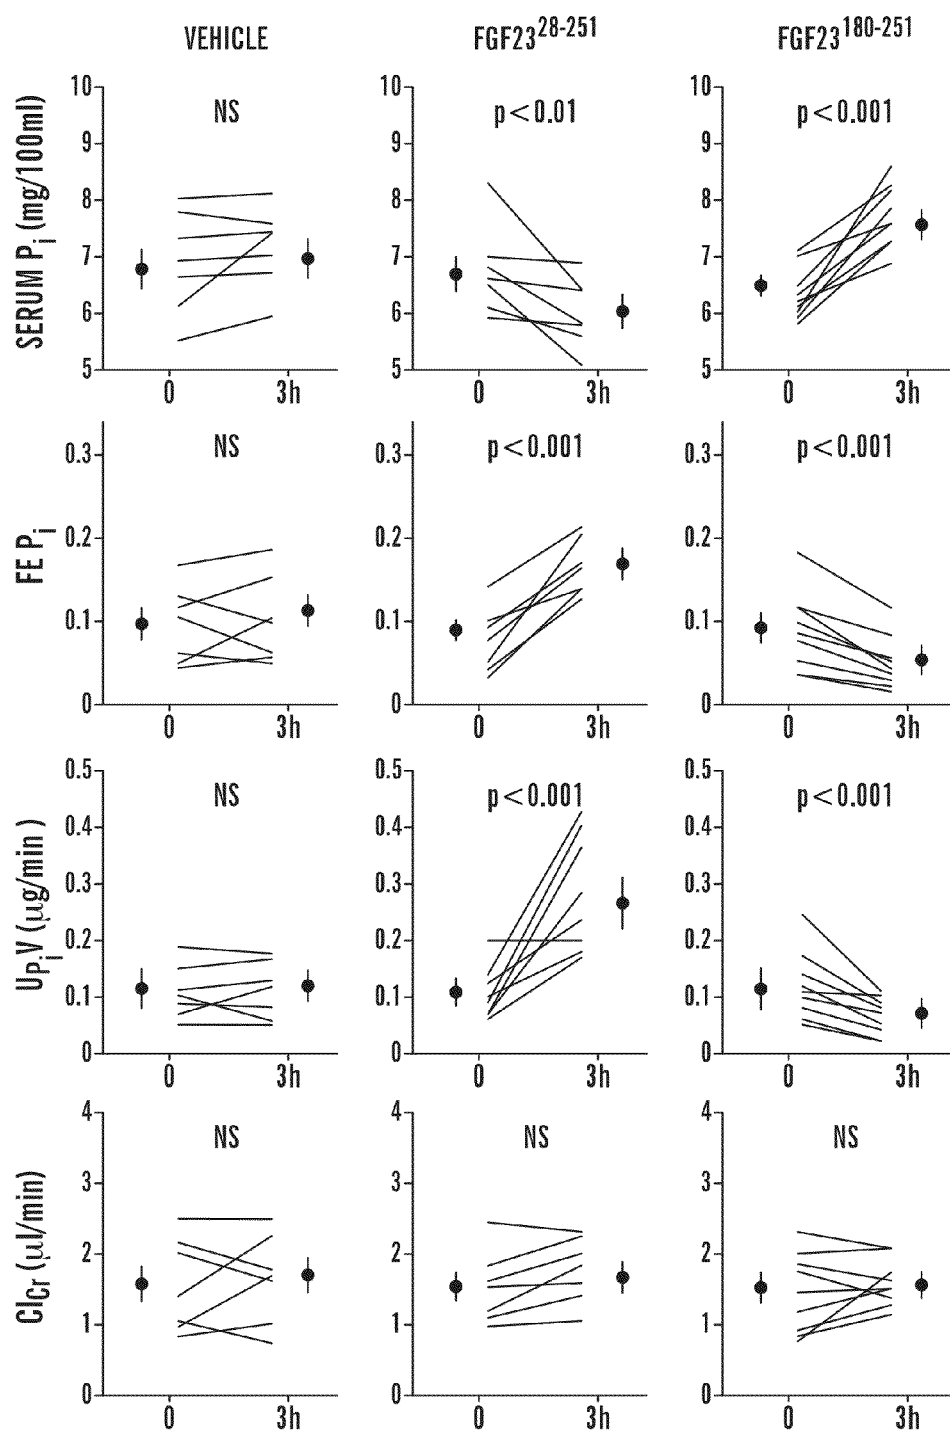 VEHICLE
FGF23 28-251
FGF23 180-251
SERUM Pi (mg/100ml)
10
9
8
7
6
5
NS
0
3h
10
9
8
7
6
5
p<0.01
0
3h
10
9
8
7
6
5
p<0.001
0
3h
FE Pi
0.3
0.2
0.1
0
NS
0
3h
0.3
0.2
0.1
0
p<0.001
0
3h
0.3
0.2
0.1
0
p<0.001
0
3h
UPiV (μg/min )
0.5
0.4
0.3
0.2
0.1
0
NS
0
3h
0.5
0.4
0.3
0.2
0.1
0
p<0.001
0
3h
0.5
0.4
0.3
0.2
0.1
0
p<0.001
0
3h
ClCr (μl/min)
4
3
2
1
0
NS
0
3h
4
3
2
1
0
NS
0
3h
4
3
2
1
0
NS
0
3h